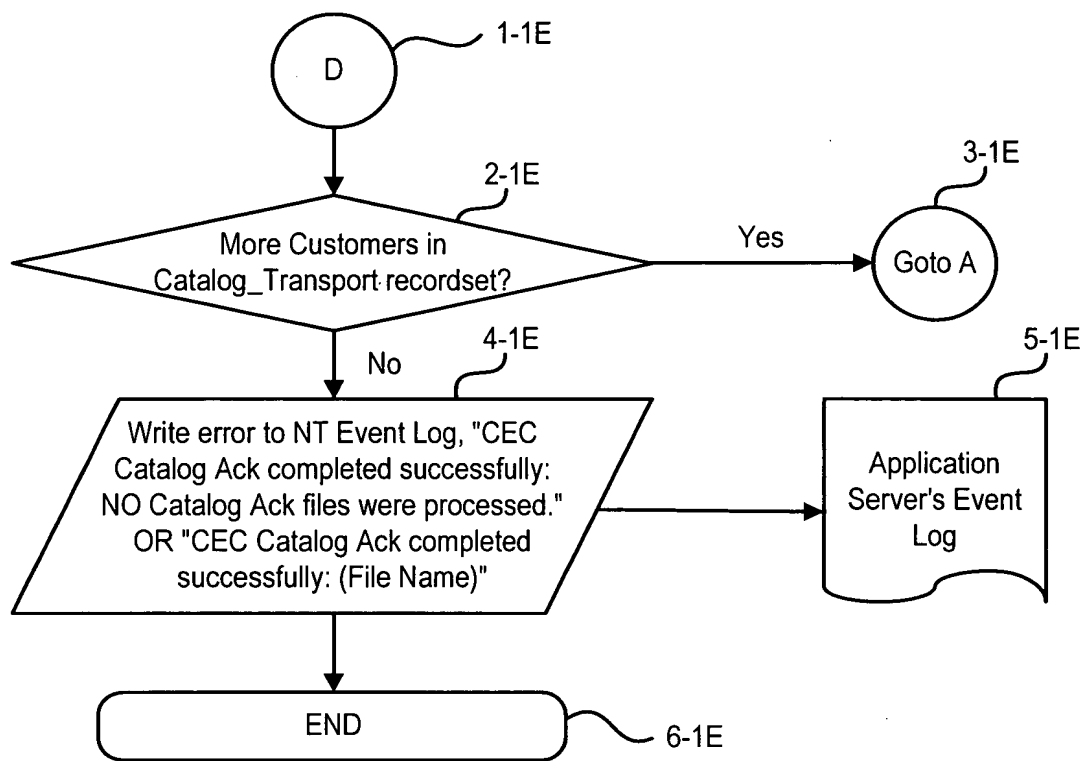 D
1-1E
2-1E
More Customers in
Catalog_Transport recordset?
Yes
3-1E
Goto A
No
4-1E
Write error to NT Event Log, "CEC
Catalog Ack completed successfully:
NO Catalog Ack files were processed."
OR "CEC Catalog Ack completed
successfully: (File Name)"
5-1E
Application
Server's Event
Log
END
6-1E